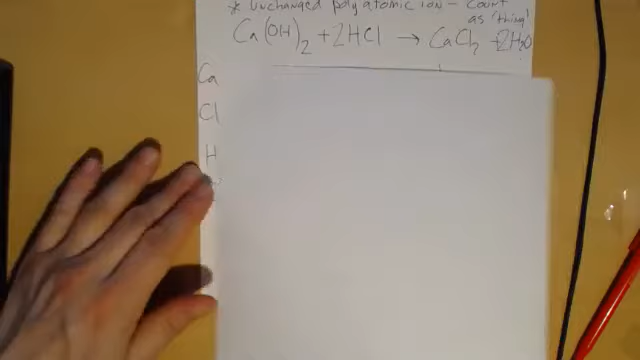 * Unchanged polyatomic ion - count
as 'thing'
Ca(OH)₂ + 2HCl → CaCl₂ + 2H₂O
Ca
Cl
H